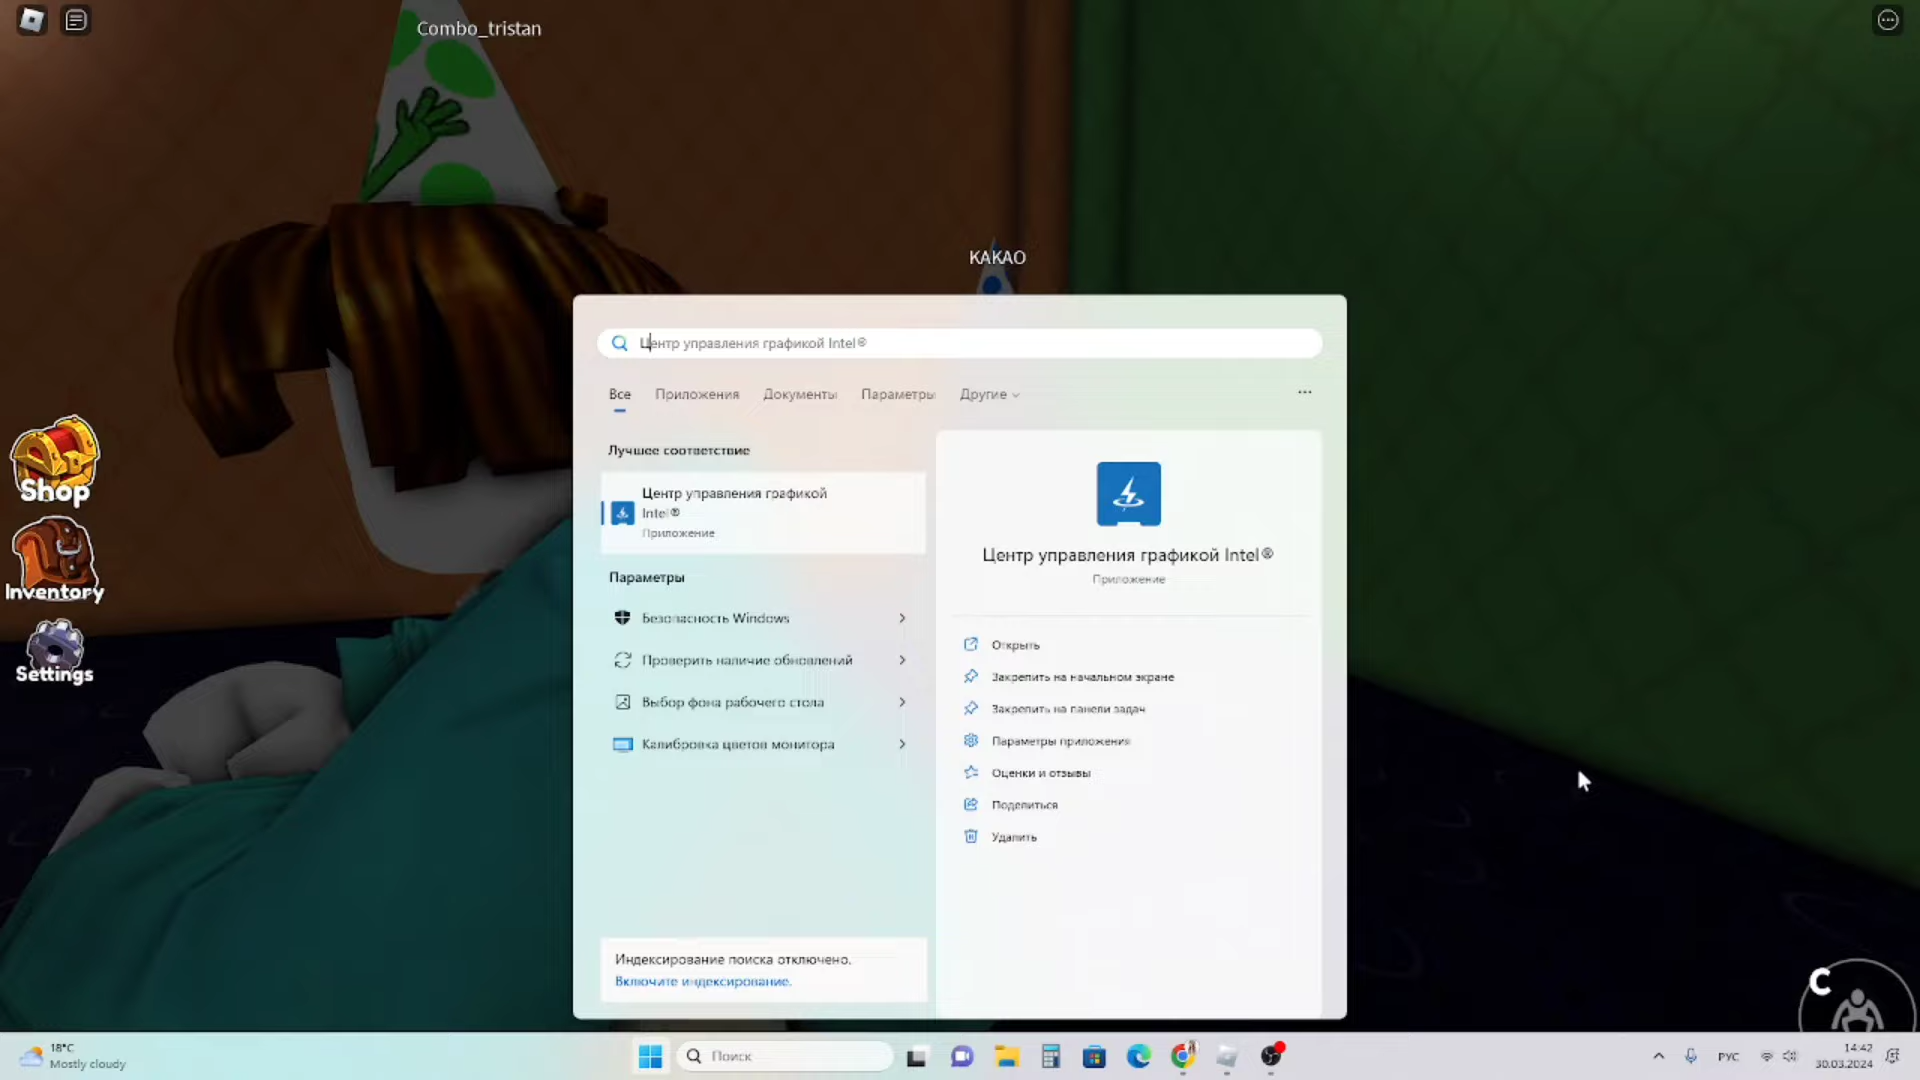 Combo_tristan
KAKAO
Центр управления графикой Intel®
Все Приложения Документы Параметры Другие
Лучшее соответствие
Центр управления графикой
Intel®
Приложение
Параметры
Безопасность Windows
Проверить наличие обновлений
Выбор фона рабочего стола
Калибровка цветов монитора
Индексирование поиска отключено.
Включите индексирование.
Центр управления графикой Intel®
Приложение
Открыть
Закрепить на начальном экране
Закрепить на панели задач
Параметры приложения
Оценки и отзывы
Поделиться
Удалить
Shop
Inventory
Settings
C
18°C
Mostly cloudy
Поиск
РУС
14:42
30.03.2024